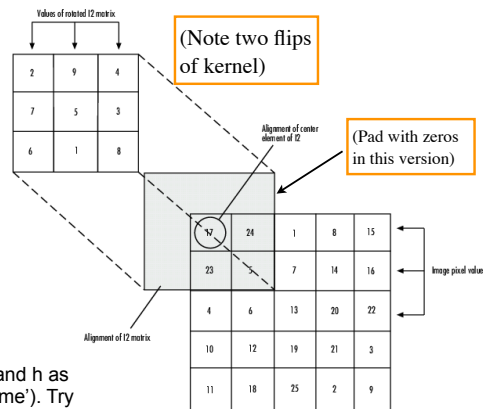 Values of rotated I2 matrix
(Note two flips
of kernel)
2 9 4
7 5 3
6 1 8
Alignment of center
element of I2
(Pad with zeros
in this version)
17 24 1 8 15
23 5 7 14 16
Image pixel value
4 6 13 20 22
Alignment of I2 matrix
10 12 19 21 3
and h as
me’). Try
11 18 25 2 9